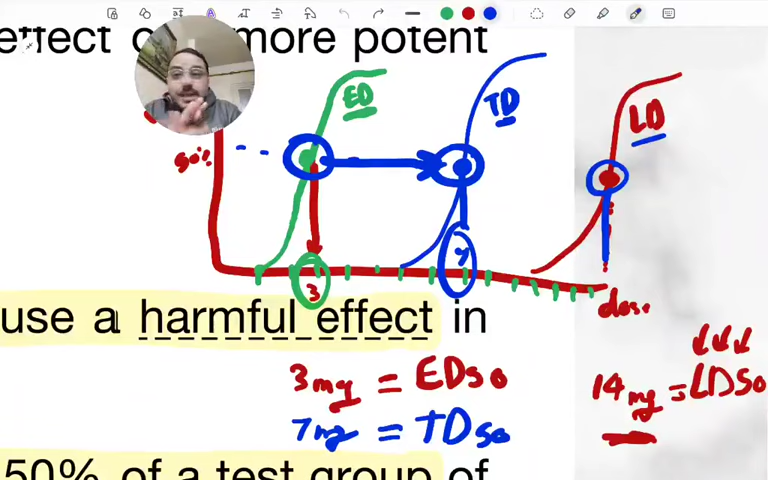 effect o more potent
ED
TD
LD
50%
3
7
dose
use a harmful effect in
3mg = ED50
14mg = LD50
7mg = TD50
50% of a test group of